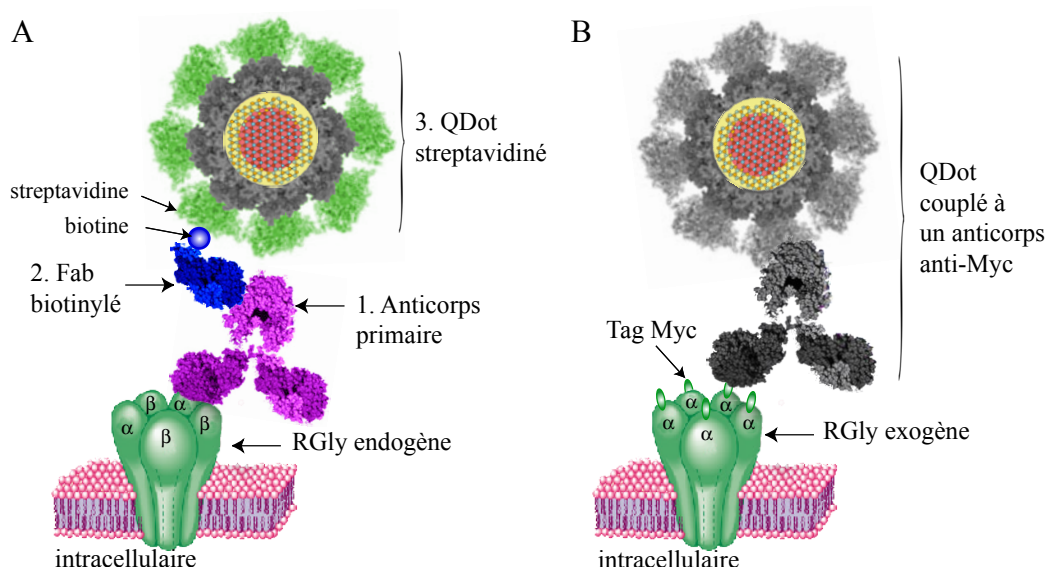 A
3. QDot
streptavidiné
streptavidine
biotine
2. Fab
biotinylé
1. Anticorps
primaire
β
α
α
β
β
RGly endogène
intracellulaire
B
QDot
couplé à
un anticorps
anti-Myc
Tag Myc
α
α
α
α
α
RGly exogène
intracellulaire